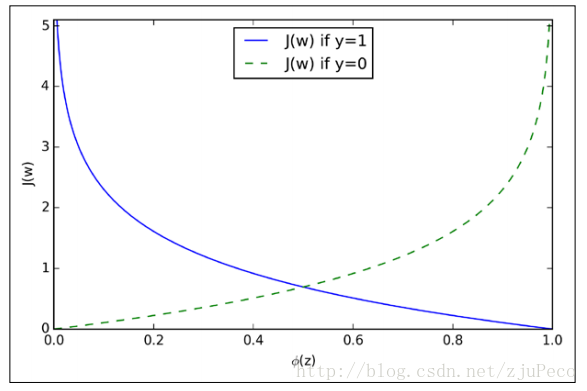 5
J(w) if y=1
J(w) if y=0
4
3
J(w)
2
1
0
0.0 0.2 0.4 0.6 0.8 1.0
ϕ(z)
http://blog.csdn.net/zjuPeco